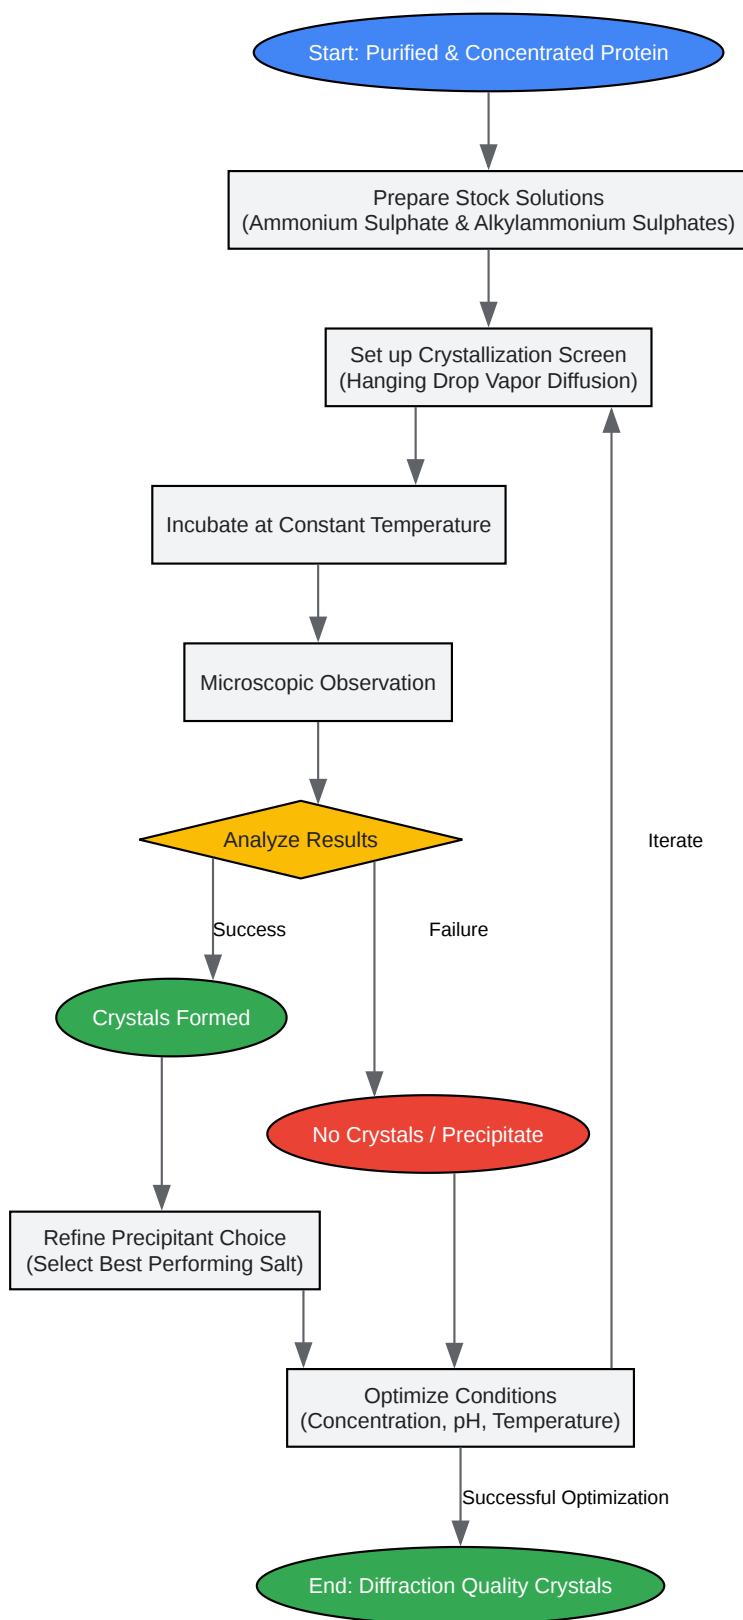 Start: Purified & Concentrated Protein
Prepare Stock Solutions
(Ammonium Sulphate & Alkylammonium Sulphates)
Set up Crystallization Screen
(Hanging Drop Vapor Diffusion)
Incubate at Constant Temperature
Microscopic Observation
Analyze Results
Iterate
Success
Failure
Crystals Formed
No Crystals / Precipitate
Refine Precipitant Choice
(Select Best Performing Salt)
Optimize Conditions
(Concentration, pH, Temperature)
Successful Optimization
End: Diffraction Quality Crystals